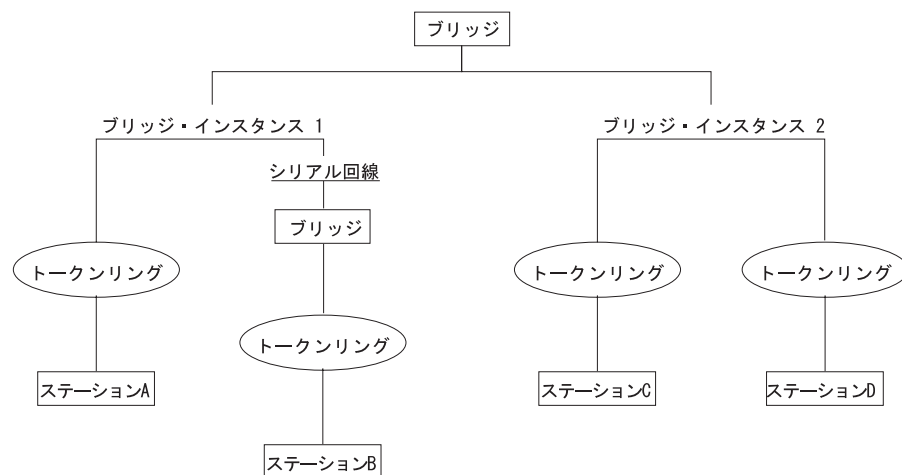 ブリッジ
ブリッジ・インスタンス 1
ブリッジ・インスタンス 2
シリアル回線
ブリッジ
トークンリング
トークンリング
トークンリング
トークンリング
ステーションA
ステーションC
ステーションD
ステーションB